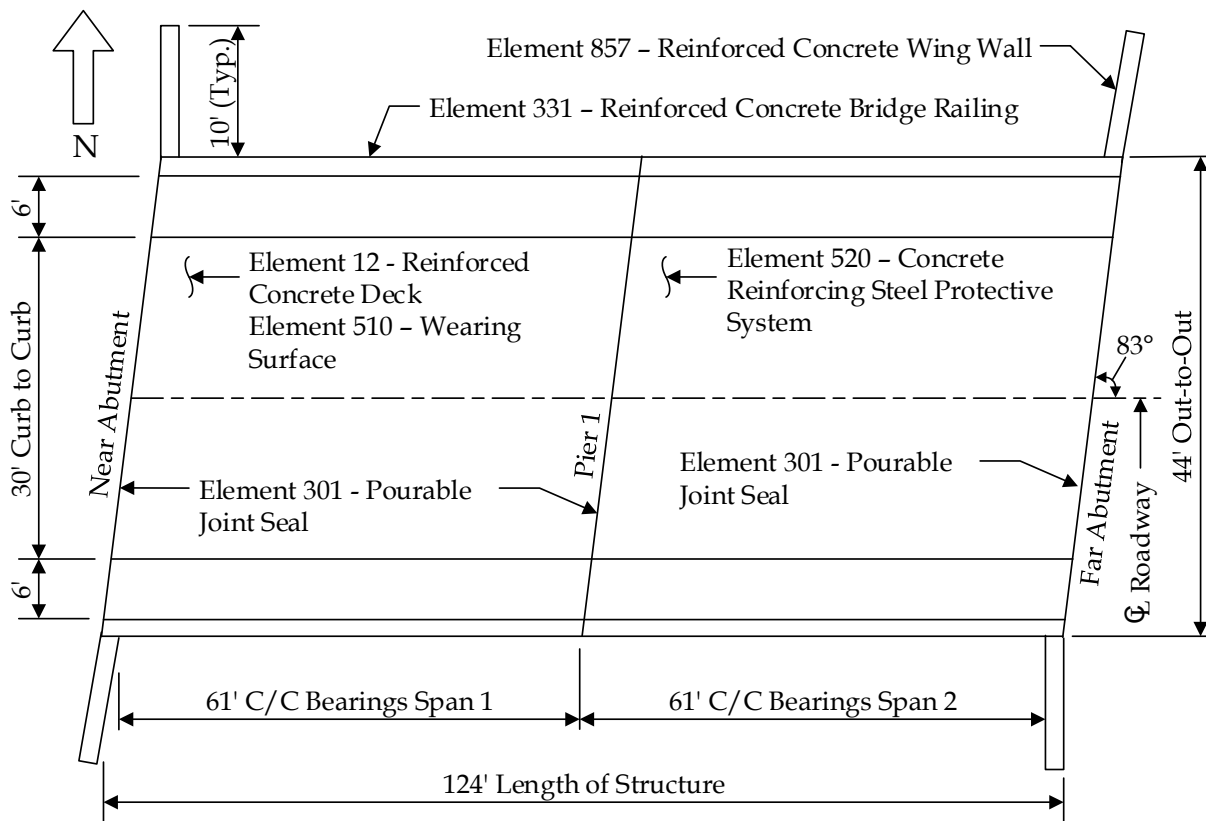 N
10' (Typ.)
Element 857 – Reinforced Concrete Wing Wall
Element 331 – Reinforced Concrete Bridge Railing
6'
30' Curb to Curb
6'
Near Abutment
Element 12 - Reinforced
Concrete Deck
Element 510 – Wearing
Surface
Element 520 – Concrete
Reinforcing Steel Protective
System
83°
44' Out-to-Out
Pier 1
Element 301 - Pourable
Joint Seal
Element 301 - Pourable
Joint Seal
Far Abutment
℄ Roadway
61' C/C Bearings Span 1
61' C/C Bearings Span 2
124' Length of Structure